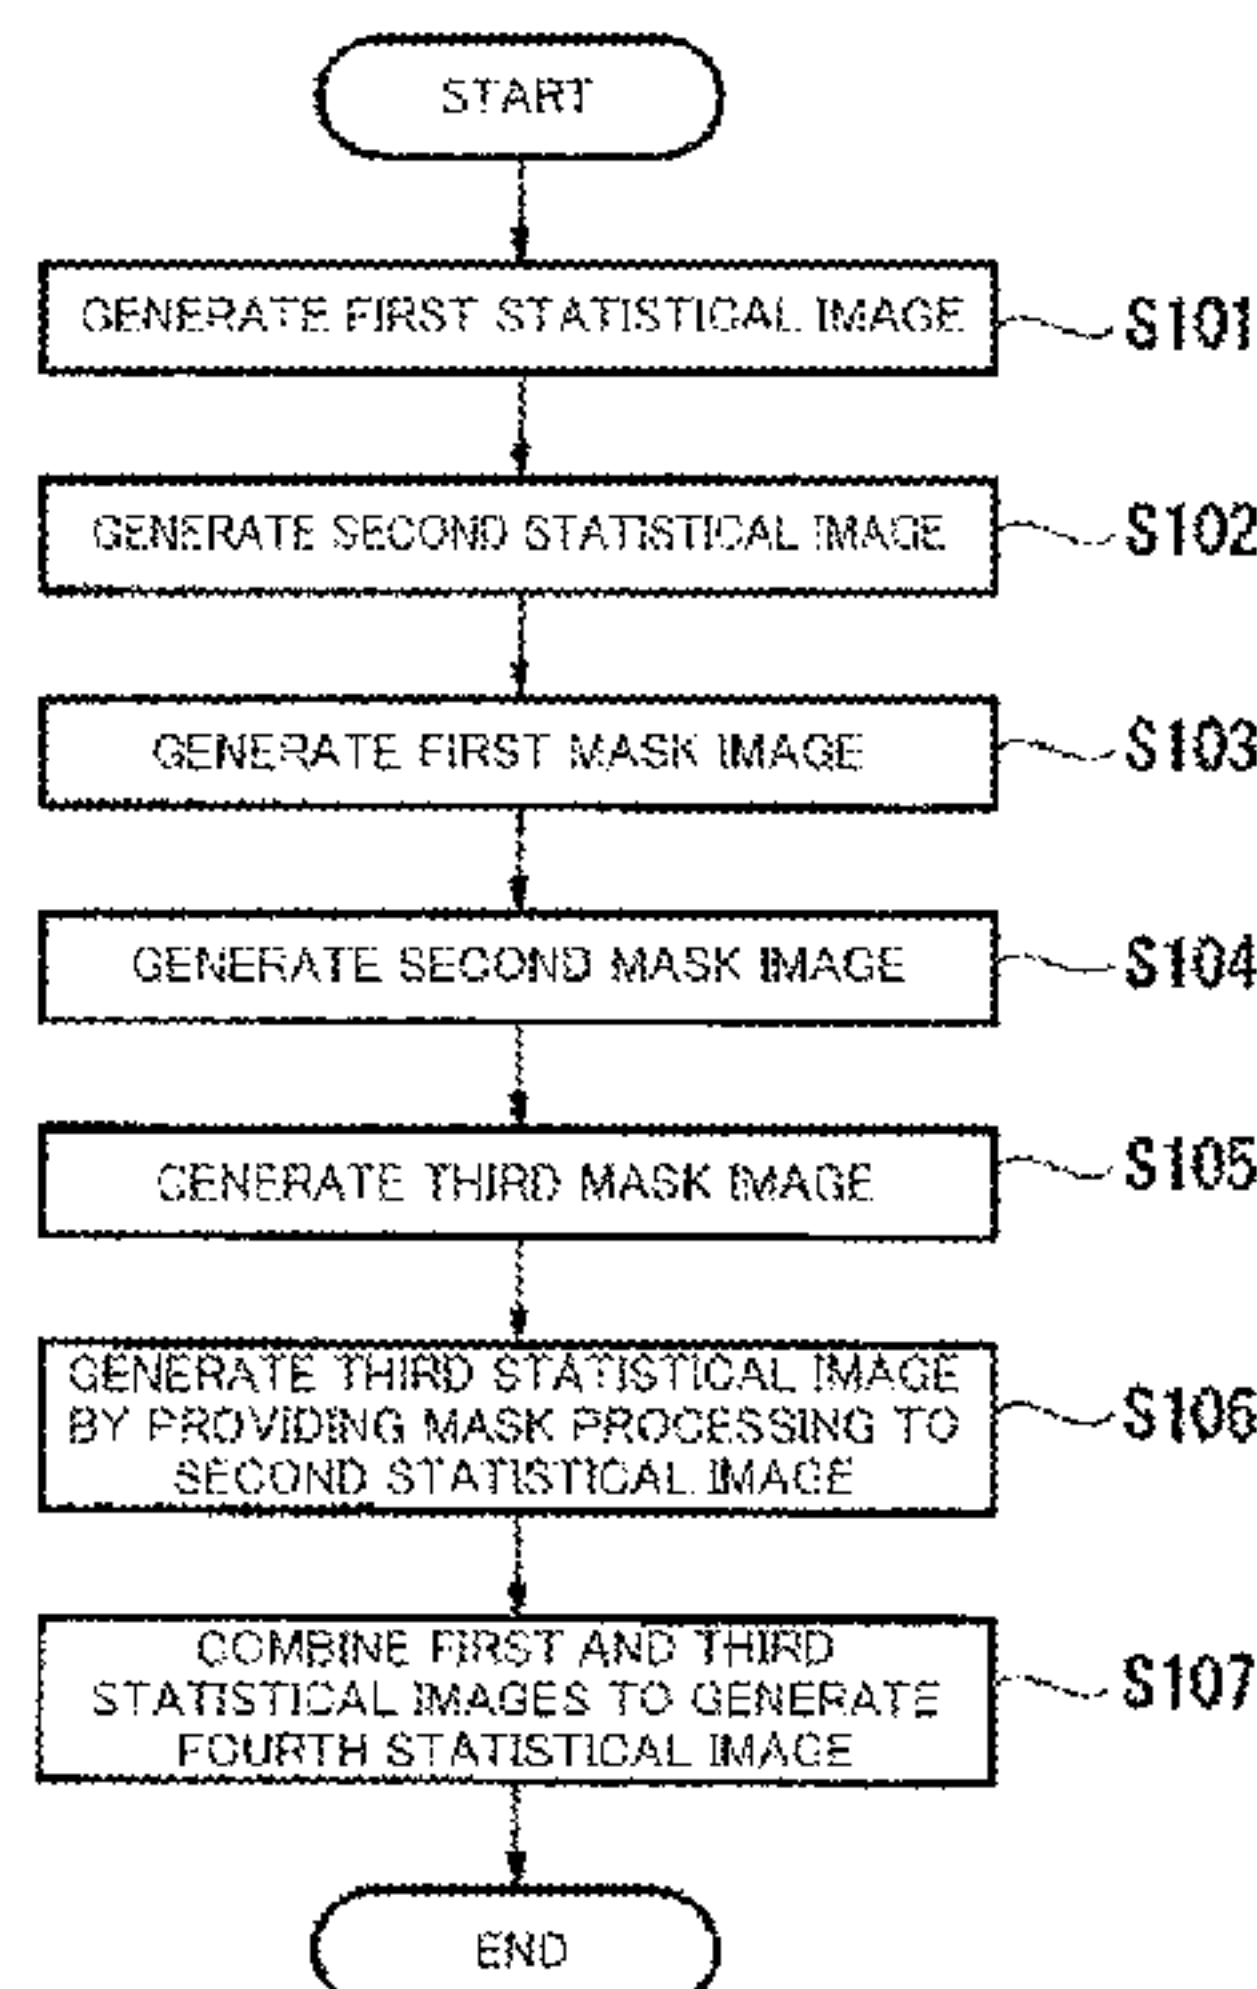 START
GENERATE FIRST STATISTICAL IMAGE
S101
GENERATE SECOND STATISTICAL IMAGE
S102
GENERATE FIRST MASK IMAGE
S103
GENERATE SECOND MASK IMAGE
S104
GENERATE THIRD MASK IMAGE
S105
GENERATE THIRD STATISTICAL IMAGE
BY PROVIDING MASK PROCESSING TO
SECOND STATISTICAL IMAGE
S106
COMBINE FIRST AND THIRD
STATISTICAL IMAGES TO GENERATE
FOURTH STATISTICAL IMAGE
S107
END